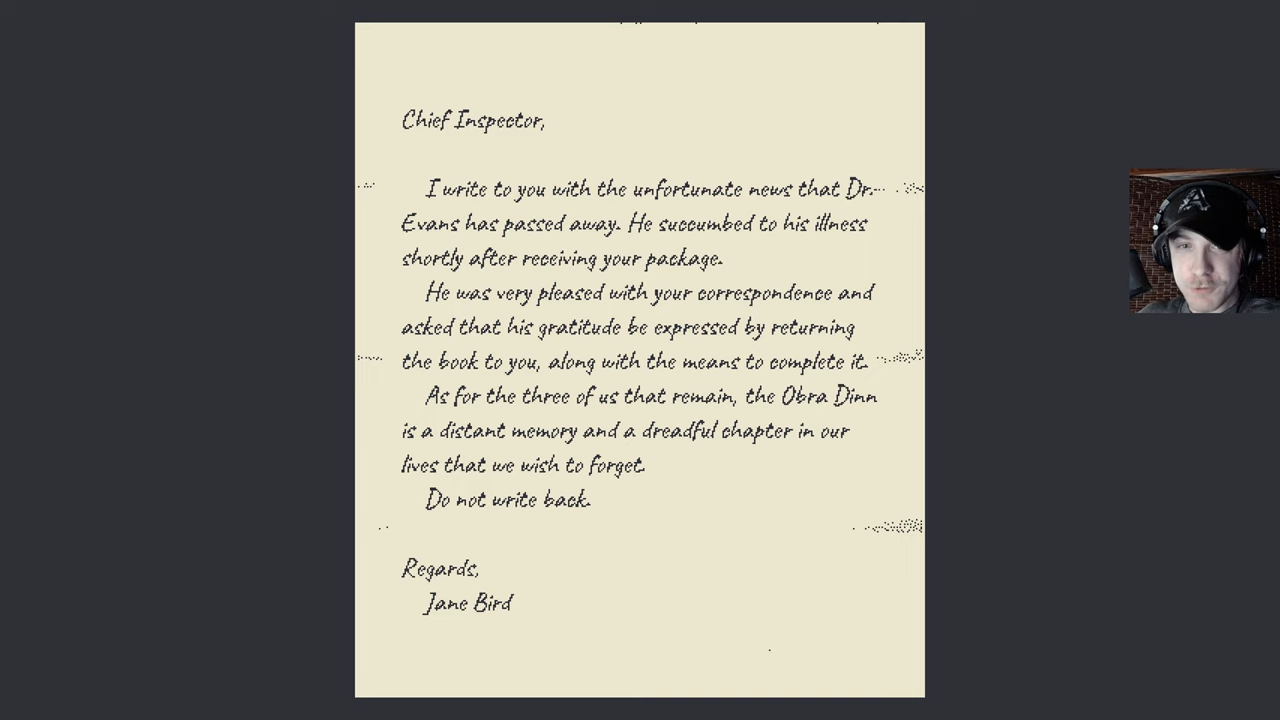 Chief Inspector,
I write to you with the unfortunate news that Dr.
Evans has passed away. He succumbed to his illness
shortly after receiving your package.
He was very pleased with your correspondence and
asked that his gratitude be expressed by returning
the book to you, along with the means to complete it.
As for the three of us that remain, the Obra Dinn
is a distant memory and a dreadful chapter in our
lives that we wish to forget.
Do not write back.
Regards,
Jane Bird